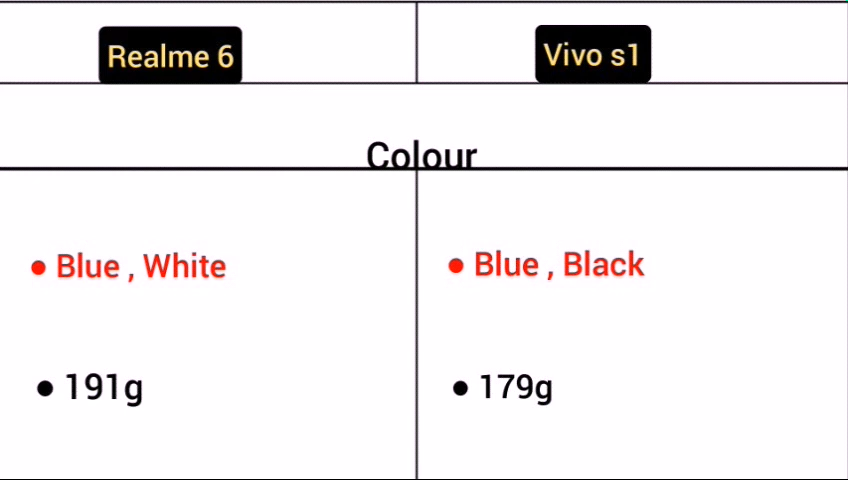 Realme 6
Vivo s1
Colour
• Blue , White
• Blue , Black
• 191g
• 179g